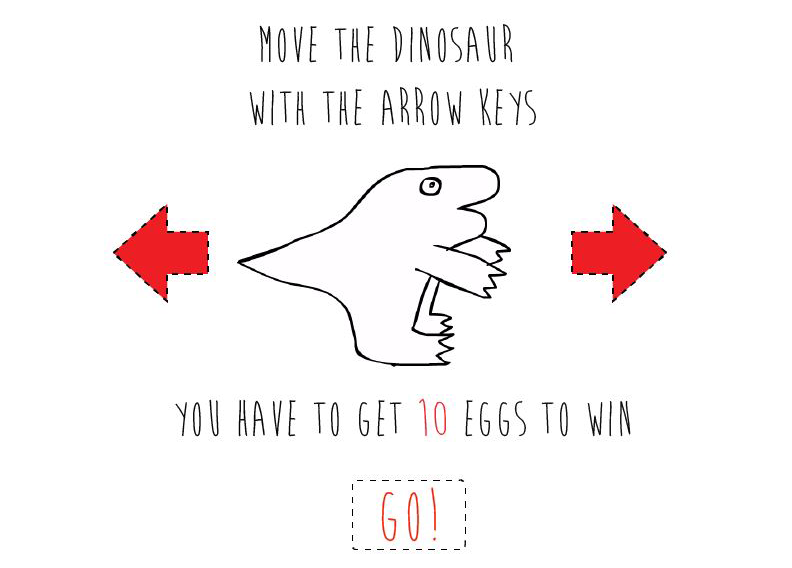 MOVE THE DINOSAUR
WITH THE ARROW KEYS
YOU HAVE TO GET 10 EGGS TO WIN
GO!